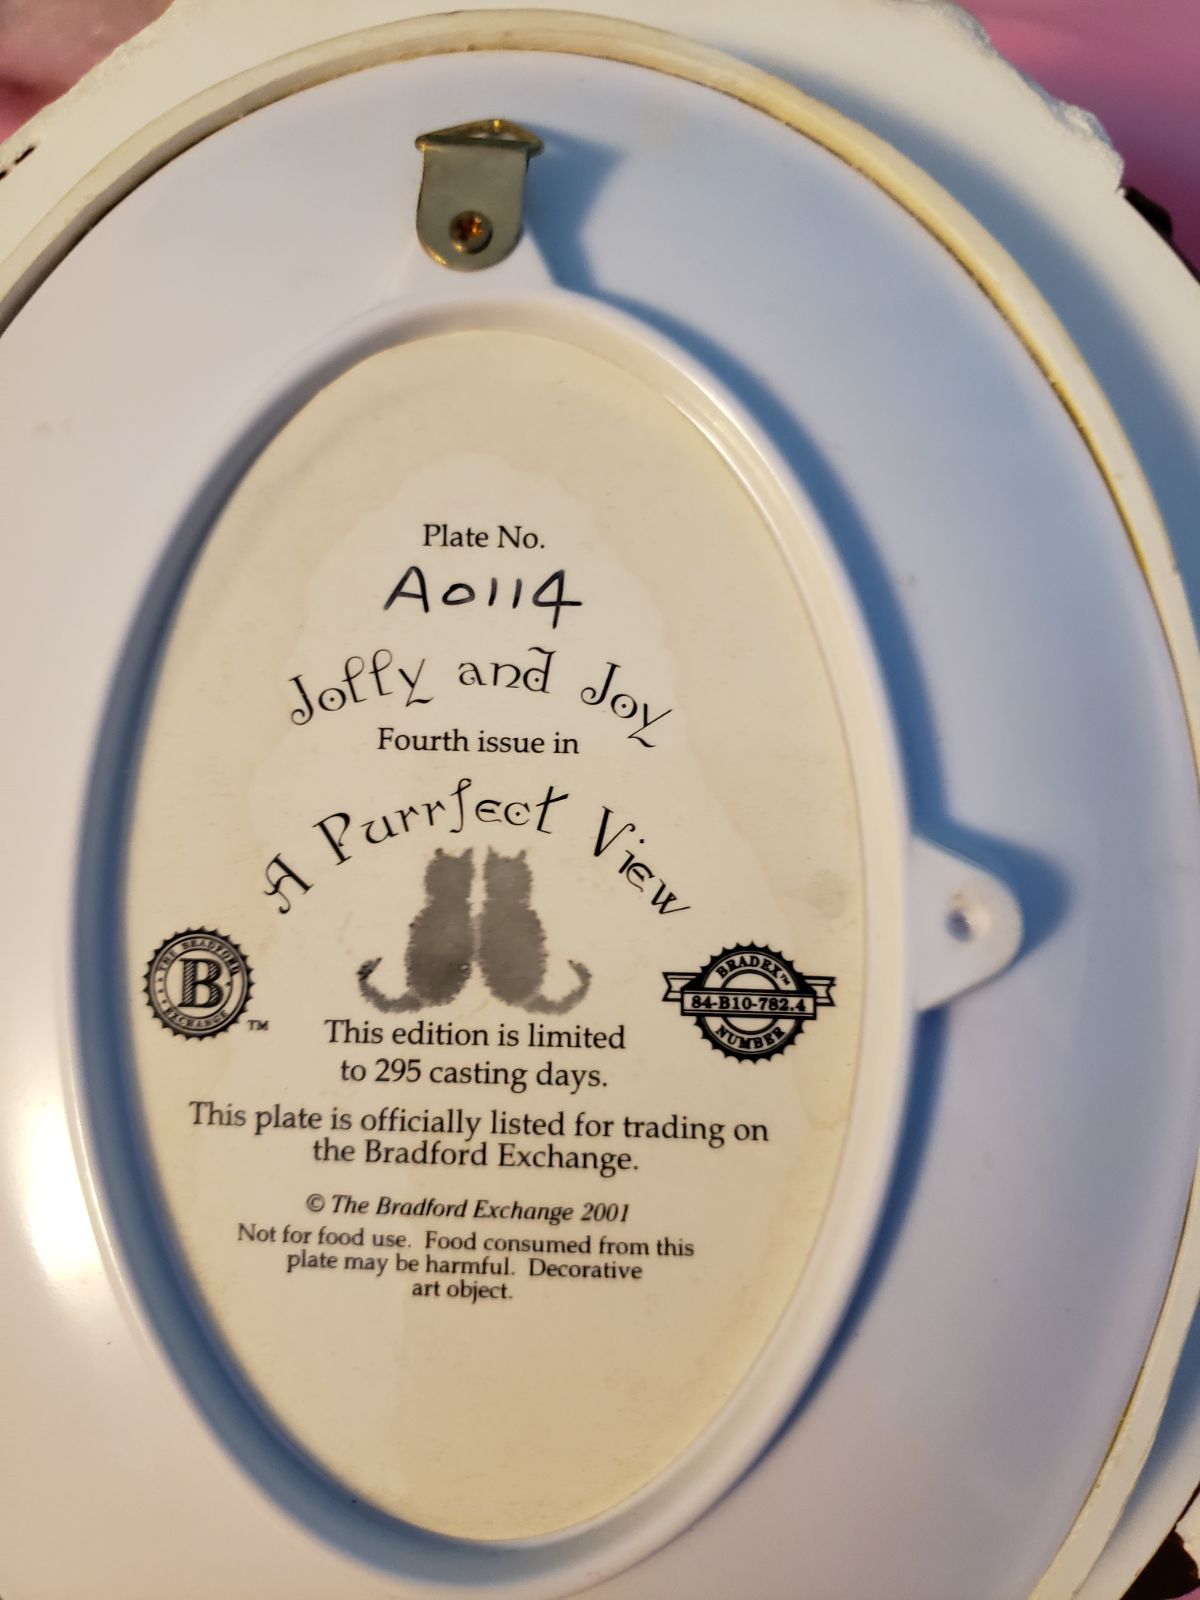 Plate No.
A0114
Jolly and Joy
Fourth issue in
A Purrfect View
THE BRADFORD
B
EXCHANGE
TM
BRADEX™
84-B10-782.4
NUMBER
This edition is limited
to 295 casting days.
This plate is officially listed for trading on
the Bradford Exchange.
© The Bradford Exchange 2001
Not for food use. Food consumed from this
plate may be harmful. Decorative
art object.